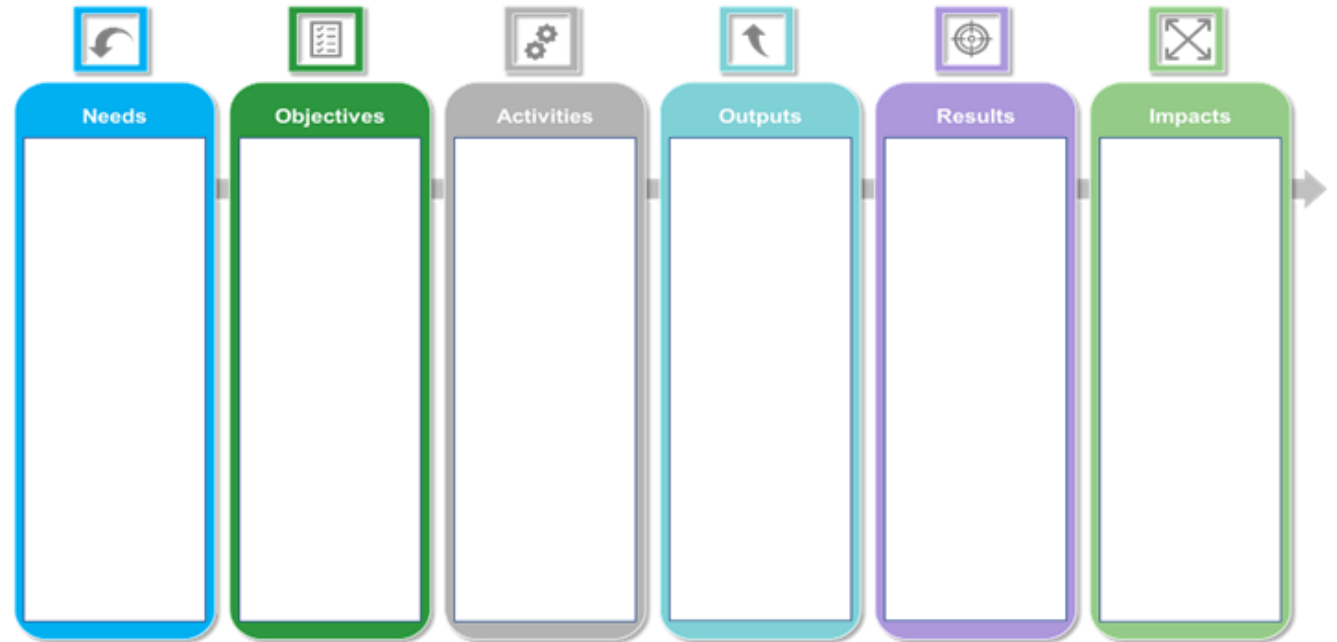 Needs
Objectives
Activities
Outputs
Results
Impacts